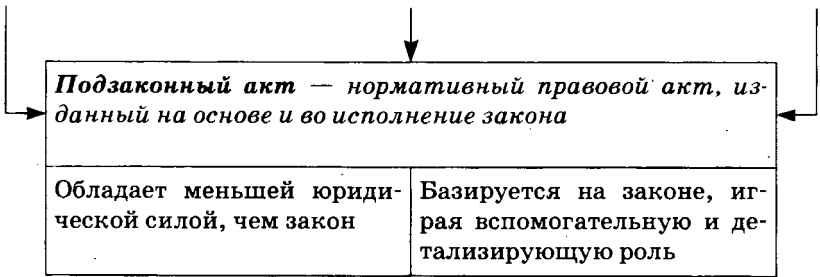 Подзаконный акт — нормативный правовой акт, из-
данный на основе и во исполнение закона
Обладает меньшей юриди-
ческой силой, чем закон
Базируется на законе, иг-
рая вспомогательную и де-
тализирующую роль